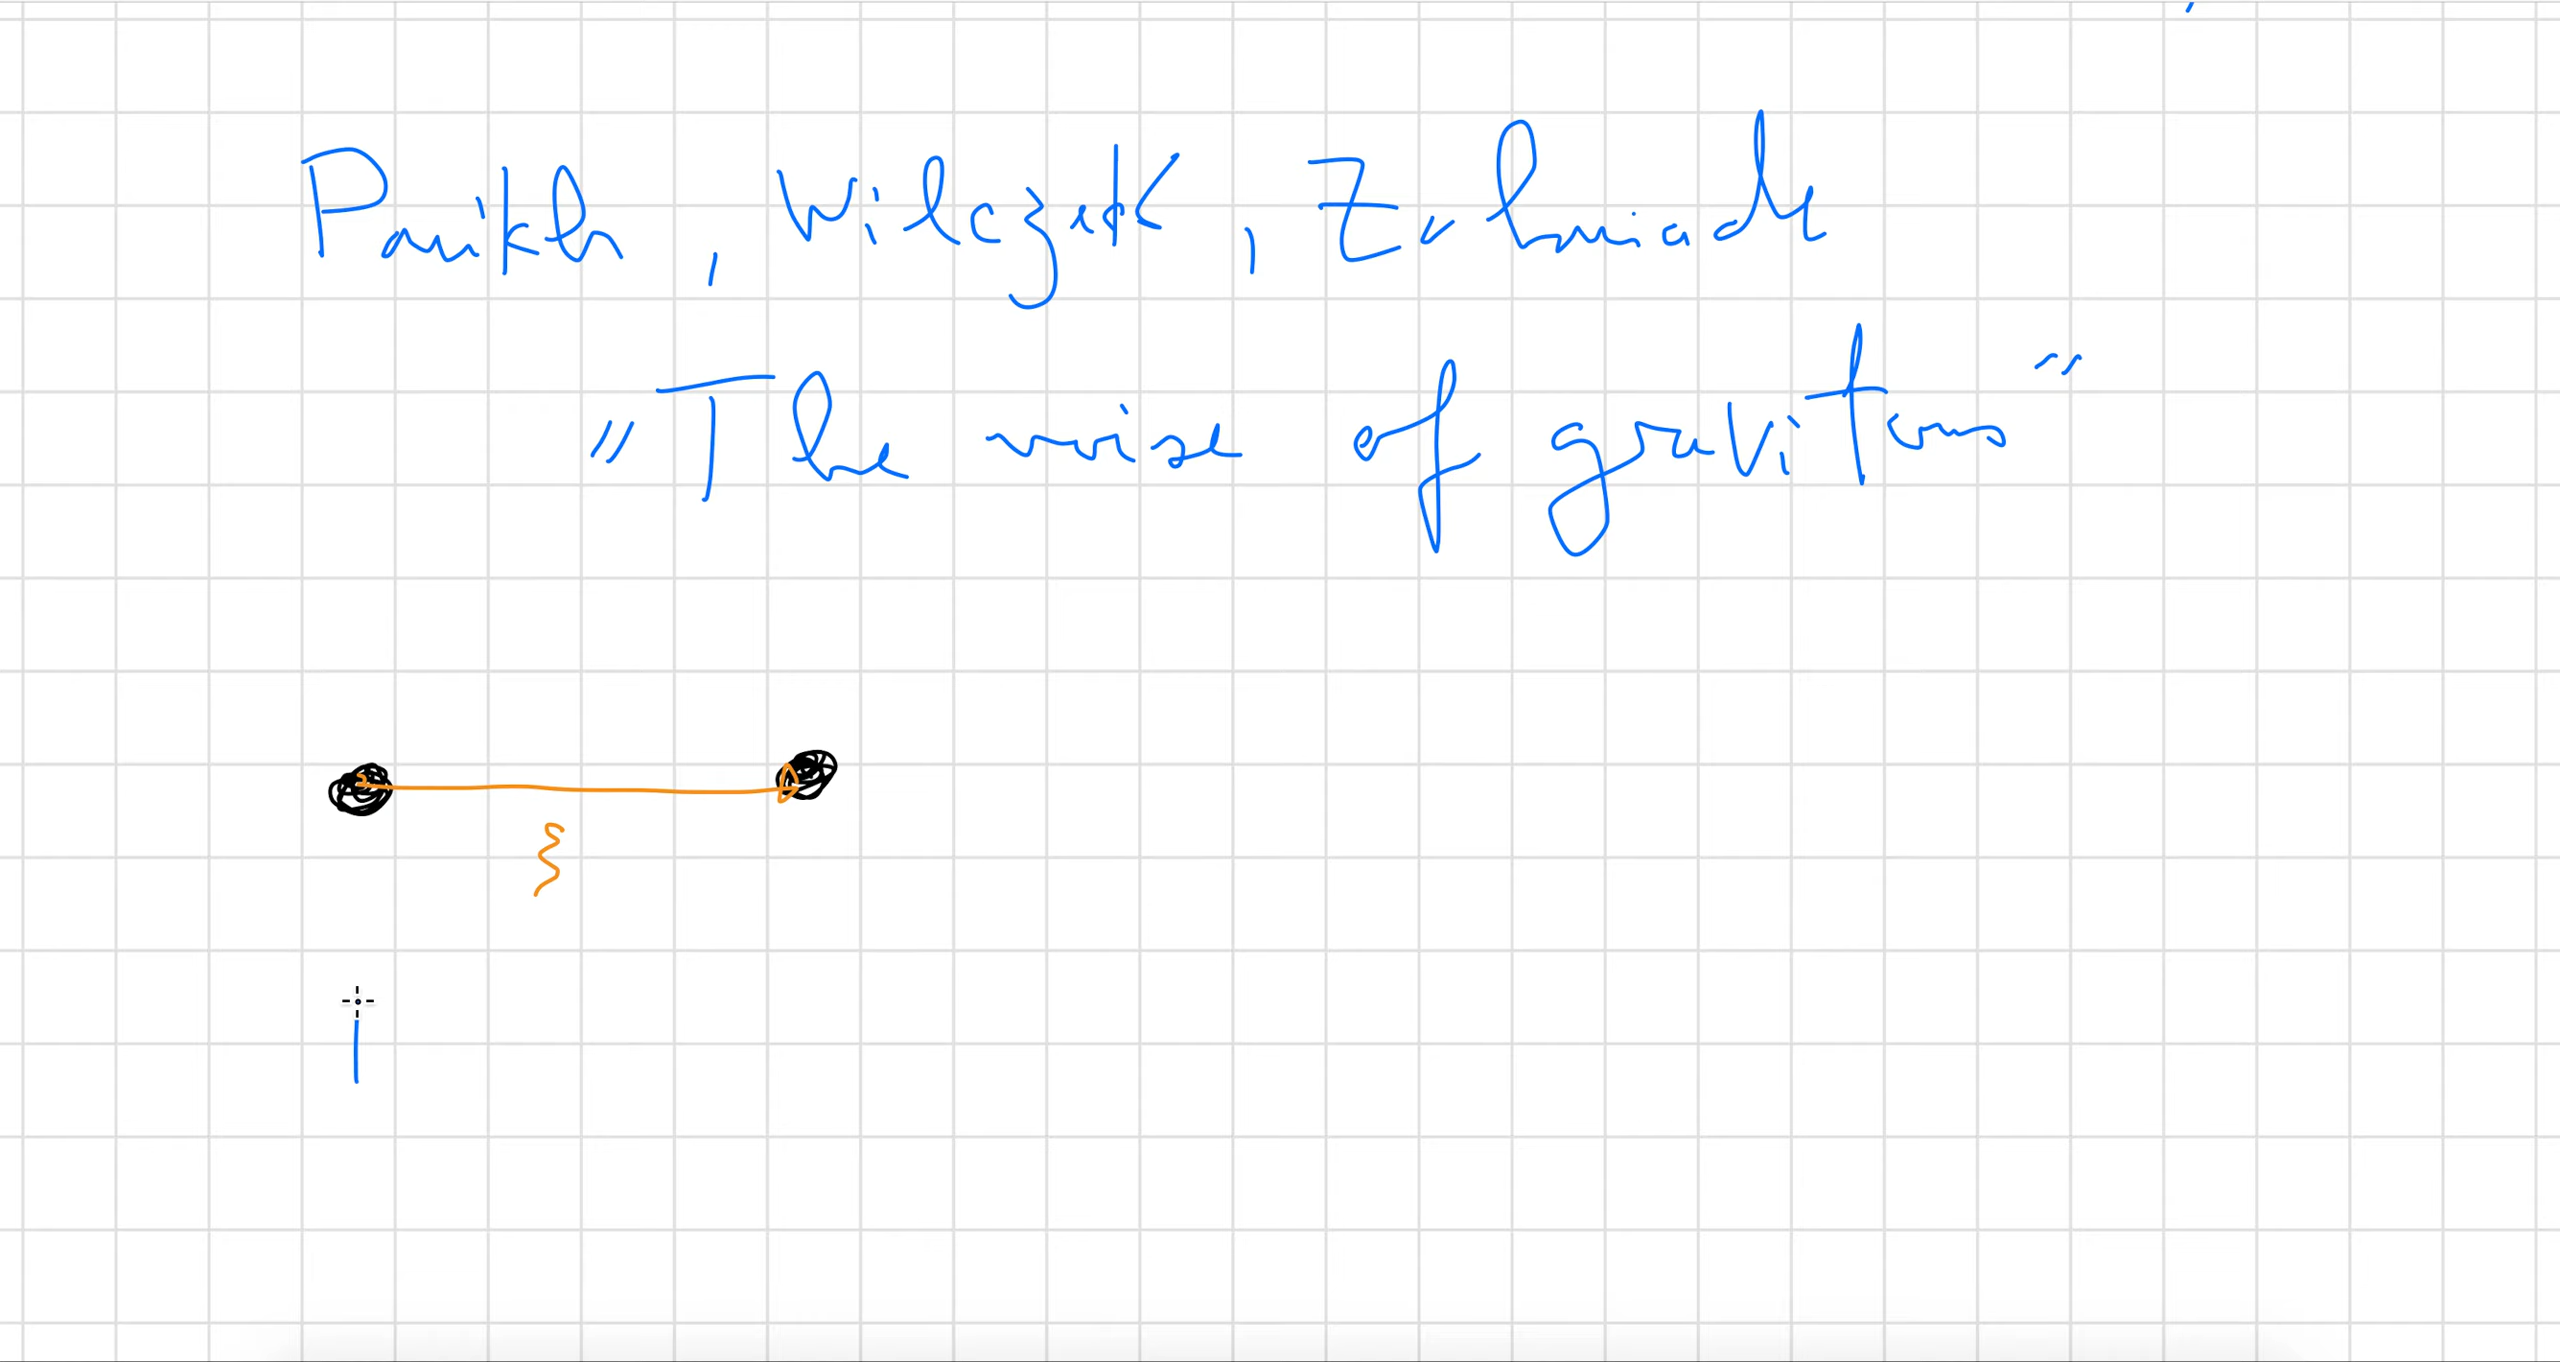 Parikh, Wilczek, Zahariade
"The noise of gravitons"
ξ